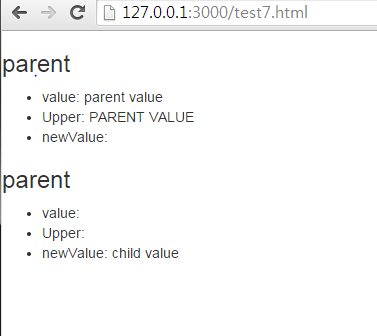 127.0.0.1:3000/test7.html
parent
value: parent value
Upper: PARENT VALUE
newValue:
parent
value:
Upper:
newValue: child value